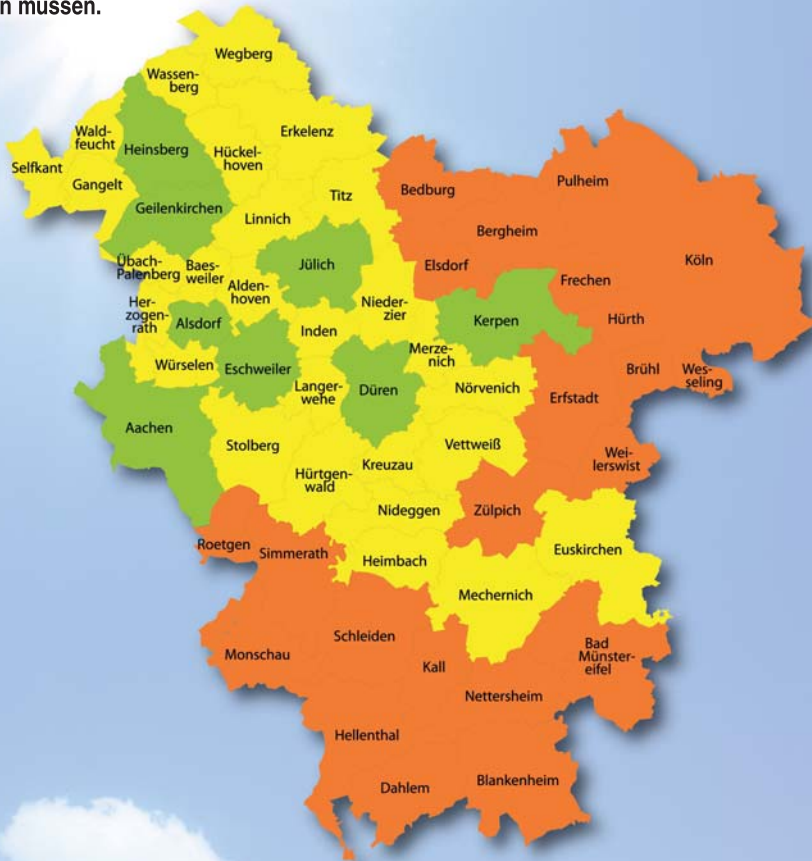 n müssen.
Wegberg
Wassen-
berg
Erkelenz
Wald-
feucht
Heinsberg
Hückel-
hoven
Selfkant
Gangelt
Titz
Bedburg
Pulheim
Geilenkirchen
Linnich
Bergheim
Übach-
Palenberg
Baes-
weiler
Jülich
Elsdorf
Köln
Alden-
hoven
Frechen
Her-
zogen-
rath
Alsdorf
Nieder-
zier
Inden
Kerpen
Hürth
Würselen
Eschweiler
Merze-
nich
Langer-
wehe
Düren
Nörvenich
Brühl
Wes-
seling
Erfstadt
Aachen
Stolberg
Vettweiß
Kreuzau
Wei-
lerswist
Hürtgen-
wald
Nideggen
Zülpich
Roetgen
Simmerath
Heimbach
Euskirchen
Mechernich
Schleiden
Monschau
Kall
Bad
Münster-
eifel
Nettersheim
Hellenthal
Dahlem
Blankenheim